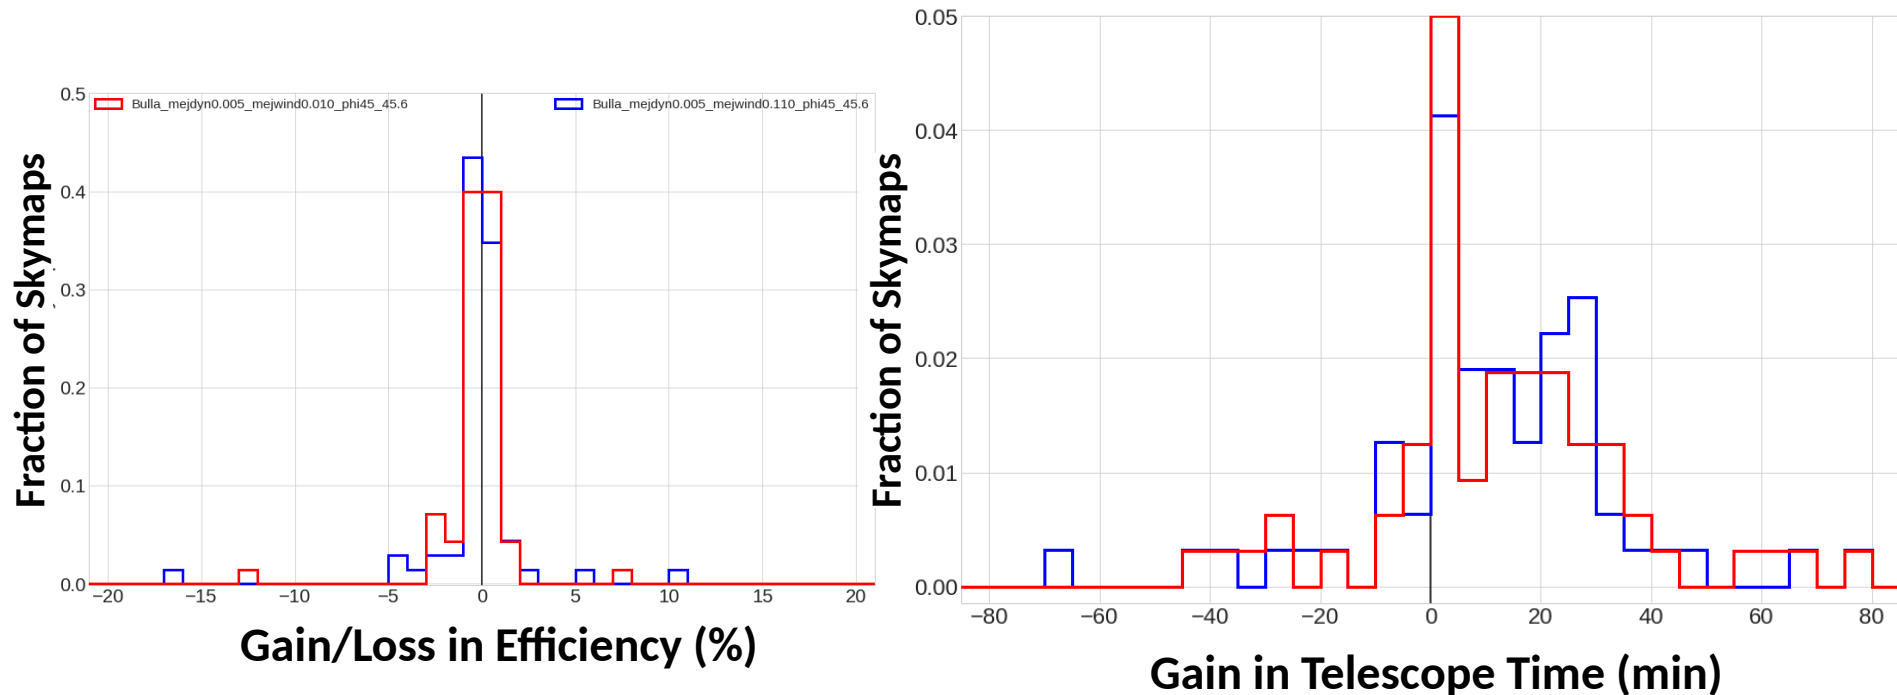 0.5
0.4
0.3
0.2
0.1
0.0
Bulla_mejdyn0.005_mejwind0.010_phi45_45.6
Bulla_mejdyn0.005_mejwind0.110_phi45_45.6
Fraction of Skymaps
−20 −15 −10 −5 0 5 10 15 20
Gain/Loss in Efficiency (%)
0.05
0.04
0.03
0.02
0.01
0.00
Fraction of Skymaps
−80 −60 −40 −20 0 20 40 60 80
Gain in Telescope Time (min)